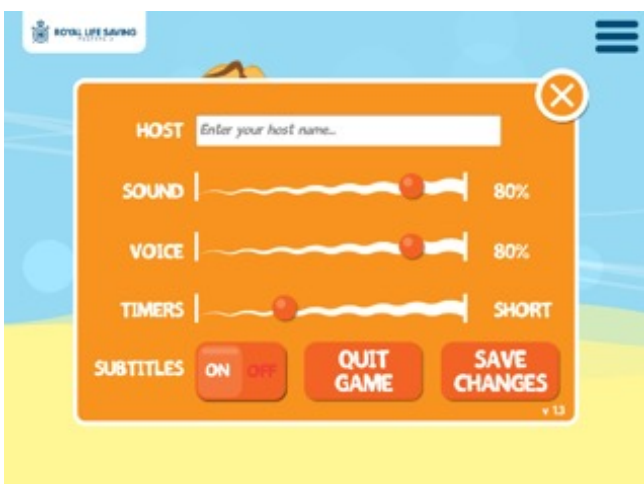 ROYAL LIFE SAVING
HOST Enter your host name...
SOUND 80%
VOICE 80%
TIMERS SHORT
SUBTITLES ON OFF
QUIT GAME
SAVE CHANGES
v 1.3